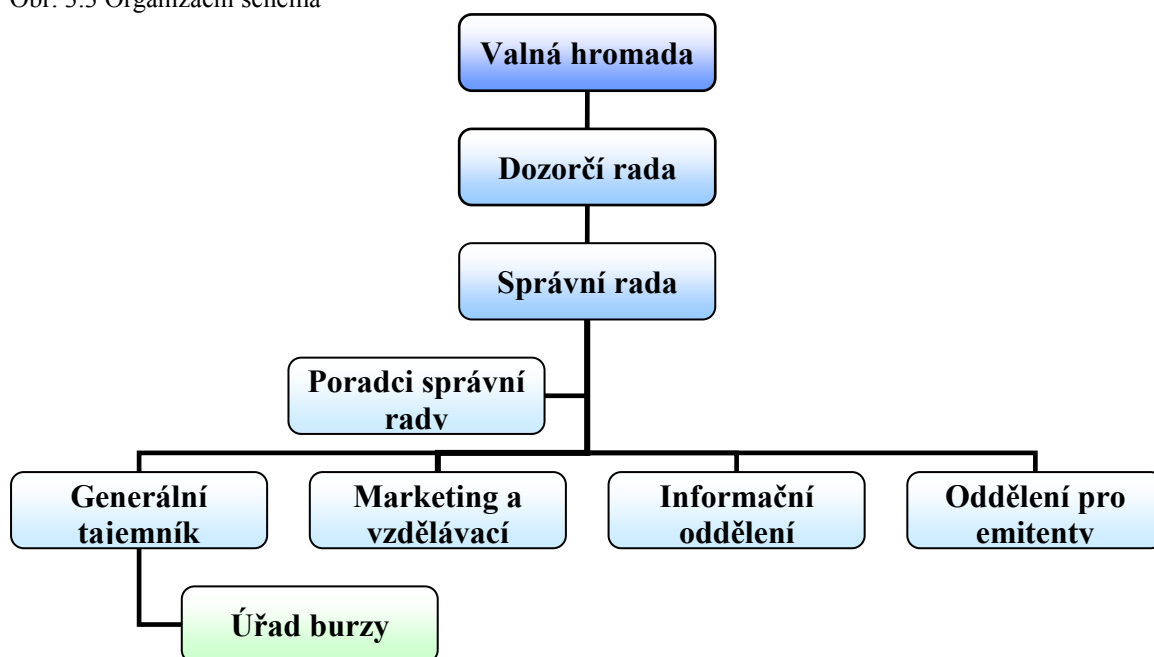 Obr. 3.3 Organizační schéma
Valná hromada
Dozorčí rada
Správní rada
Poradci správní
rady
Generální
tajemník
Marketing a
vzdělávací
Informační
oddělení
Oddělení pro
emitenty
Úřad burzy